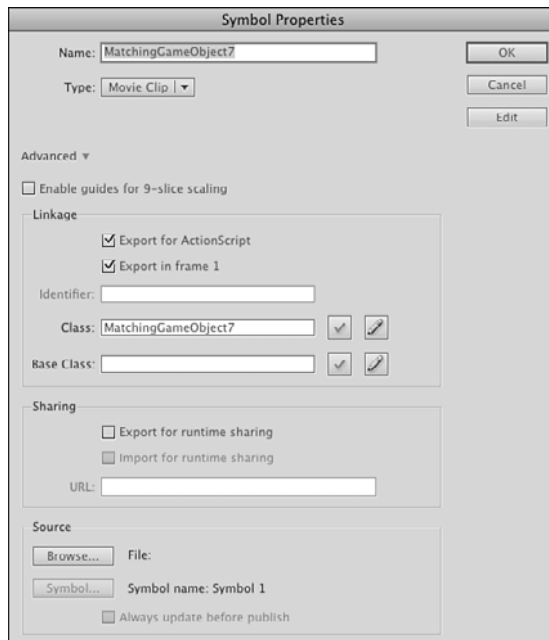 Symbol Properties
Name: MatchingGameObject7
OK
Type: Movie Clip
Cancel
Edit
Advanced
Enable guides for 9-slice scaling
Linkage
Export for ActionScript
Export in frame 1
Identifier:
Class: MatchingGameObject7
Base Class:
Sharing
Export for runtime sharing
Import for runtime sharing
URL:
Source
Browse... File:
Symbol... Symbol name: Symbol 1
Always update before publish